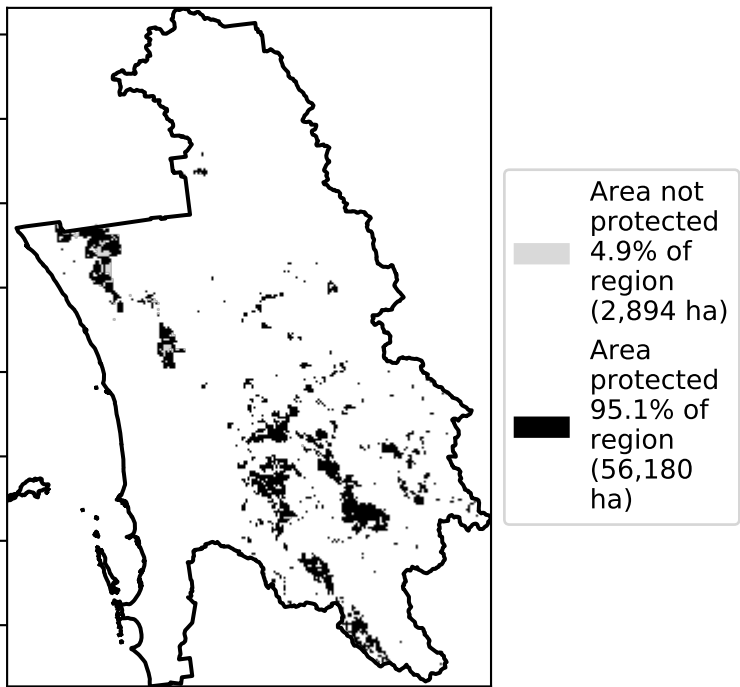 Area not
protected
4.9% of
region
(2,894 ha)
Area
protected
95.1% of
region
(56,180
ha)